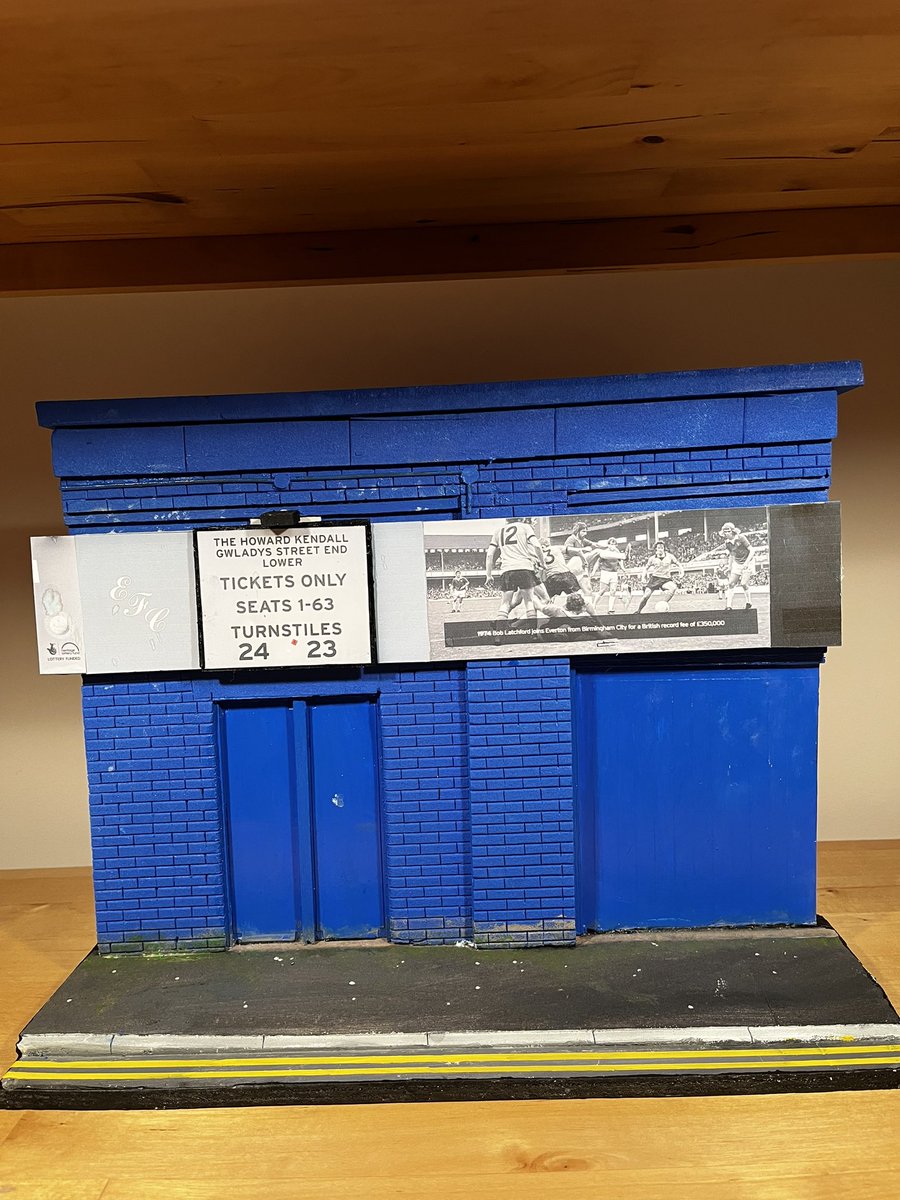 THE HOWARD KENDALL
GWLADYS STREET END
LOWER
TICKETS ONLY
SEATS 1-63
TURNSTILES
24 23
EFC
12
3
1974 Bob Latchford joins Everton from Birmingham City for a British record fee of £350,000
LOTTERY FUNDED